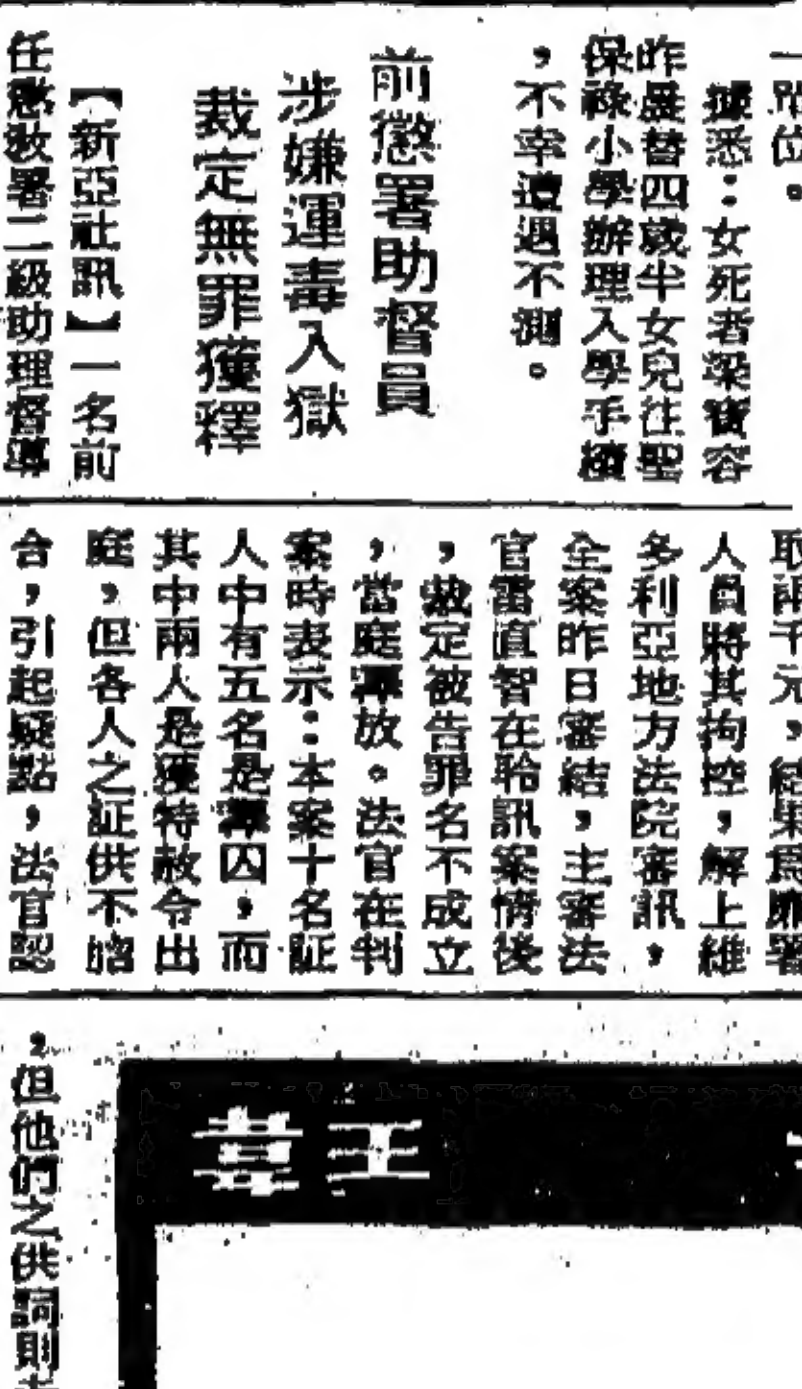 一單位。
據悉：女死者梁寶容
昨晨替四歲半女兒往聖
保祿小學辦理入學手續
，不幸遭遇不測。
前懲署助督員
涉嫌運毒入獄
裁定無罪獲釋
【新亞社訊】一名前
任懲敎署二級助理督導
取兩千元，結果爲廉署
人員將其拘控，解上維
多利亞地方法院審訊，
全案昨日審結，主審法
官雷直智在聆訊案情後
，裁定被告罪名不成立
，當庭釋放。法官在判
案時表示：本案十名証
人中有五名是釋囚，而
其中兩人是獲特赦令出
庭，但各人之証供不脗
合，引起疑點，法官認
，但他們之供詞則
王